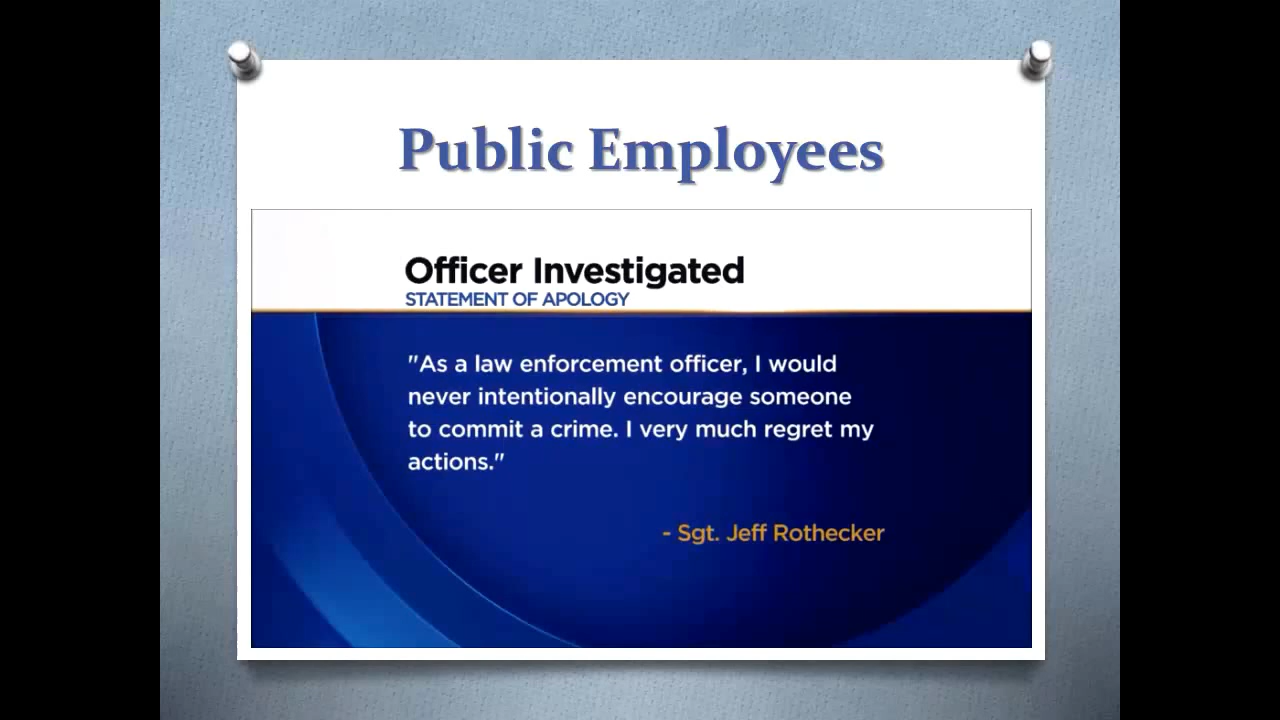 Public Employees
Officer Investigated
STATEMENT OF APOLOGY
"As a law enforcement officer, I would
never intentionally encourage someone
to commit a crime. I very much regret my
actions."
- Sgt. Jeff Rothecker